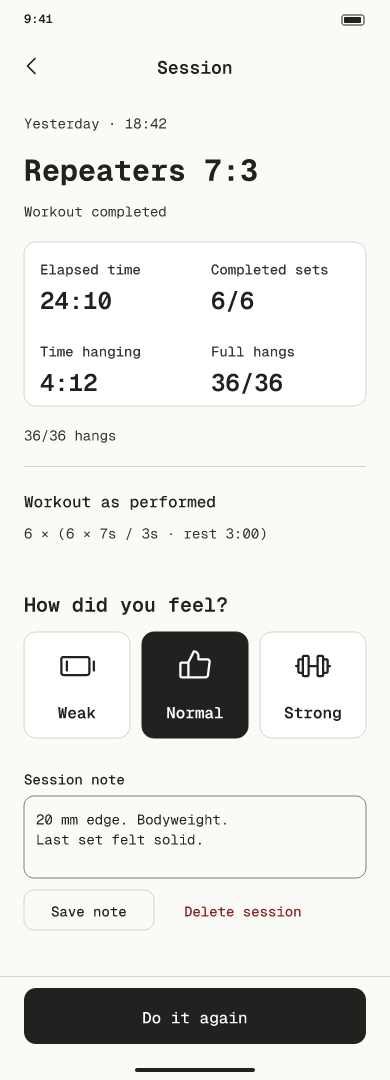 9:41
Session
Yesterday · 18:42
Repeaters 7:3
Workout completed
Elapsed time
Completed sets
24:10
6/6
Time hanging
Full hangs
4:12
36/36
36/36 hangs
Workout as performed
6 × (6 × 7s / 3s · rest 3:00)
How did you feel?
Weak
Normal
Strong
Session note
20 mm edge. Bodyweight.
Last set felt solid.
Save note
Delete session
Do it again